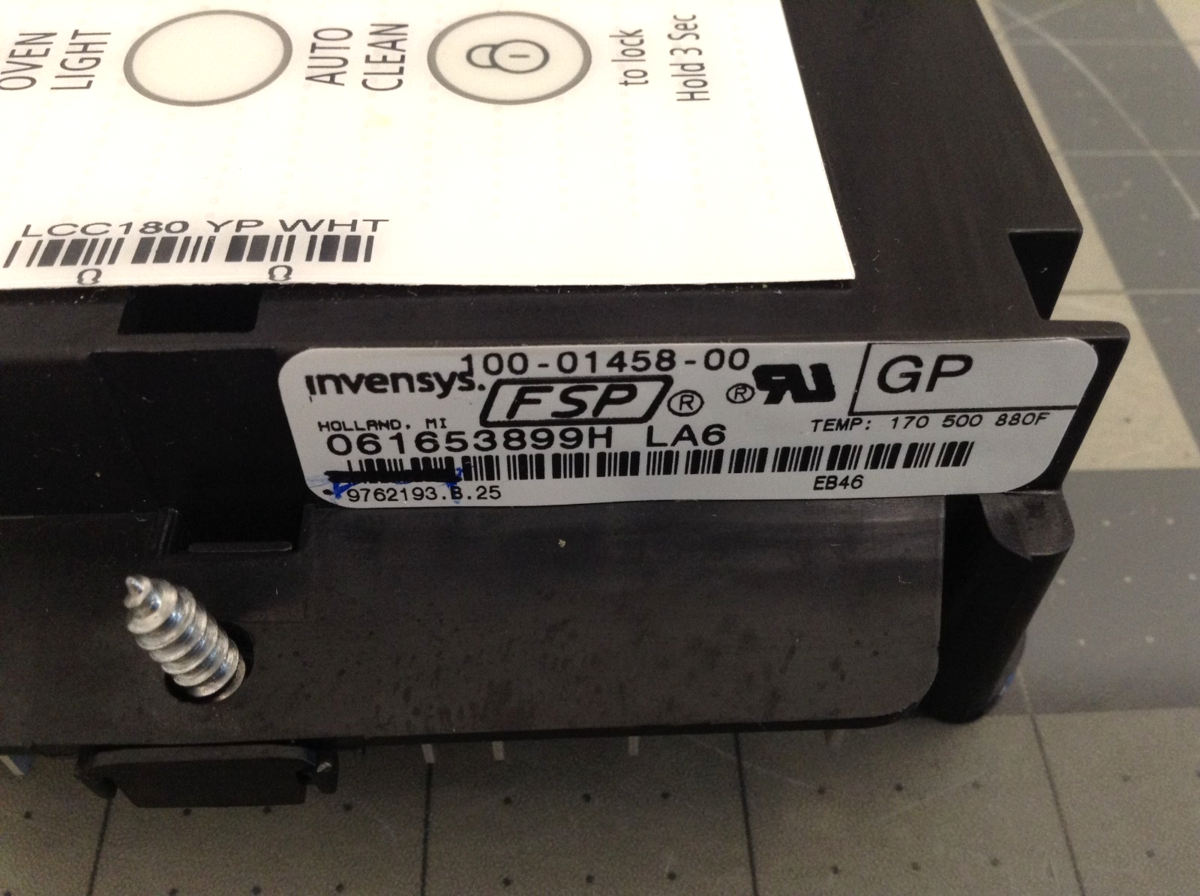 OVEN
LIGHT
AUTO
CLEAN
to lock
Hold 3 Sec
LCC180 YP WHT
100-01458-00
invensys.
FSP ®
®
GP
HOLLAND, MI
TEMP: 170 500 880F
061653899H LA6
9762193.B.25
EB46